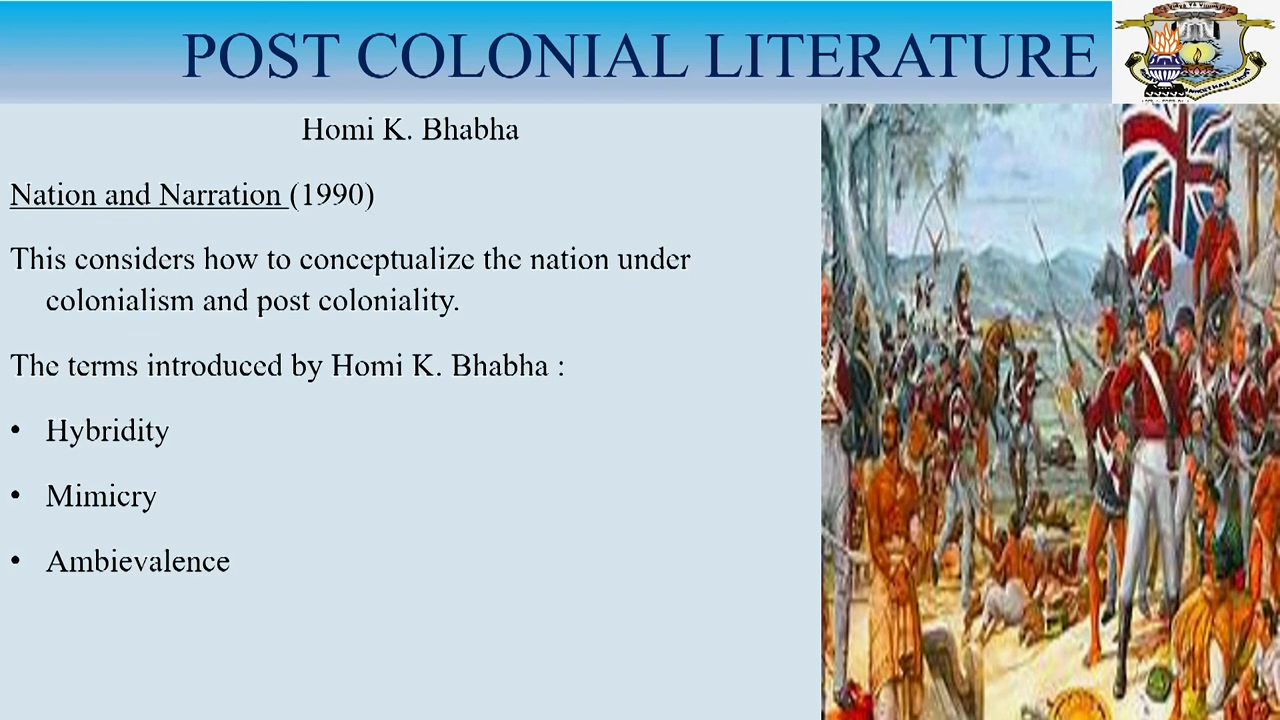 POST COLONIAL LITERATURE
Homi K. Bhabha
Nation and Narration (1990)
This considers how to conceptualize the nation under
colonialism and post coloniality.
The terms introduced by Homi K. Bhabha :
• Hybridity
• Mimicry
• Ambievalence